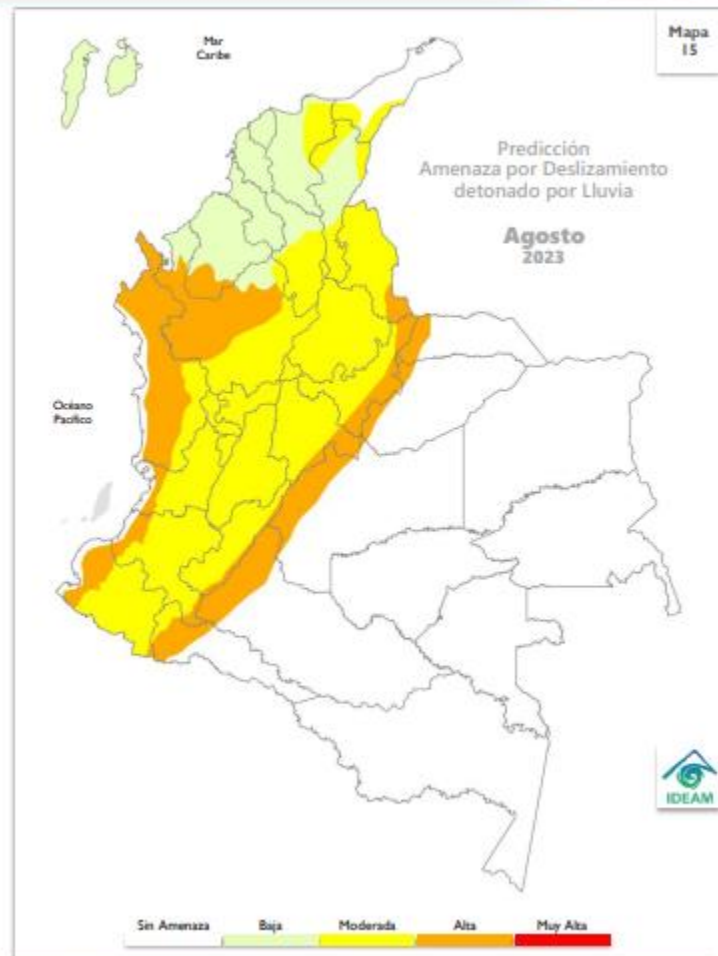 Mapa
15
Mar
Caribe
Predicción
Amenaza por Deslizamiento
detonado por Lluvia
Agosto
2023
Océano
Pacífico
IDEAM
Sin Amenaza Baja Moderada Alta Muy Alta